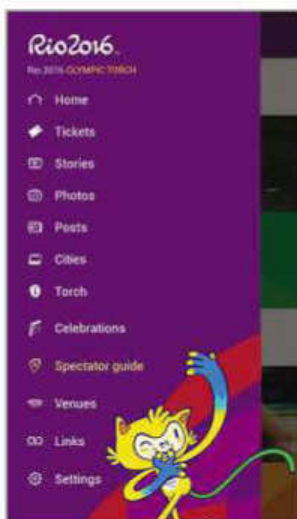 Rio2016
Rio 2016 OLYMPIC TORCH
Home
Tickets
Stories
Photos
Posts
Cities
Torch
Celebrations
Spectator guide
Venues
Links
Settings